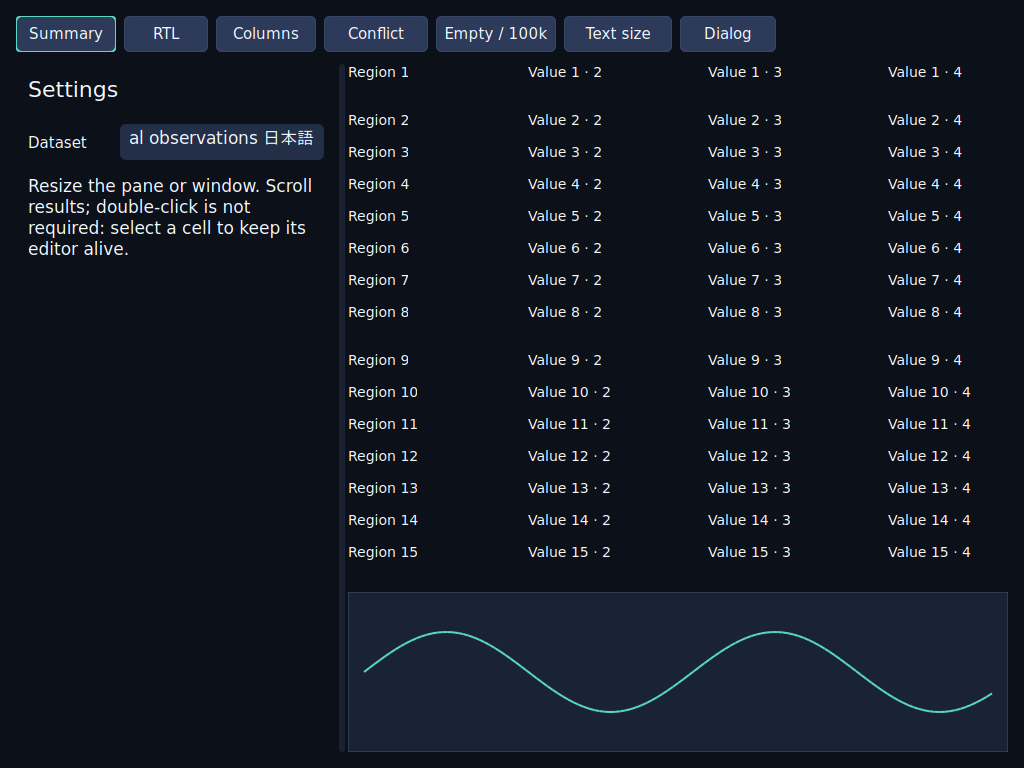 Summary RTL Columns Conflict Empty / 100k Text size Dialog
Settings
Dataset al observations 日本語
Resize the pane or window. Scroll
results; double-click is not
required: select a cell to keep its
editor alive.
Region 1 Value 1 · 2 Value 1 · 3 Value 1 · 4
Region 2 Value 2 · 2 Value 2 · 3 Value 2 · 4
Region 3 Value 3 · 2 Value 3 · 3 Value 3 · 4
Region 4 Value 4 · 2 Value 4 · 3 Value 4 · 4
Region 5 Value 5 · 2 Value 5 · 3 Value 5 · 4
Region 6 Value 6 · 2 Value 6 · 3 Value 6 · 4
Region 7 Value 7 · 2 Value 7 · 3 Value 7 · 4
Region 8 Value 8 · 2 Value 8 · 3 Value 8 · 4
Region 9 Value 9 · 2 Value 9 · 3 Value 9 · 4
Region 10 Value 10 · 2 Value 10 · 3 Value 10 · 4
Region 11 Value 11 · 2 Value 11 · 3 Value 11 · 4
Region 12 Value 12 · 2 Value 12 · 3 Value 12 · 4
Region 13 Value 13 · 2 Value 13 · 3 Value 13 · 4
Region 14 Value 14 · 2 Value 14 · 3 Value 14 · 4
Region 15 Value 15 · 2 Value 15 · 3 Value 15 · 4